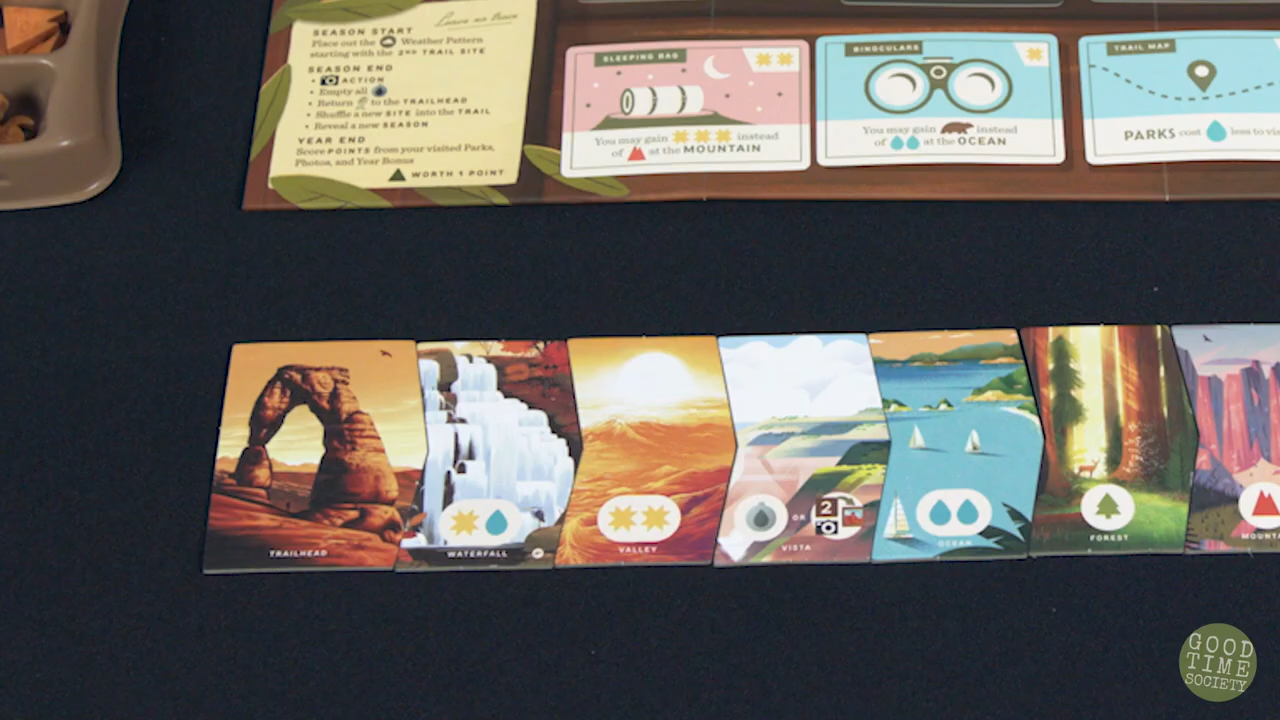 Leave no trace
SEASON START
Place out the Weather Pattern
starting with the 2ND TRAIL SITE
SEASON END
• ACTION
• Empty all
• Return to the TRAILHEAD
• Shuffle a new SITE into the TRAIL
• Reveal a new SEASON
YEAR END
Score POINTS from your visited Parks,
Photos, and Year Bonus
WORTH 1 POINT
SLEEPING BAG
You may gain instead
of at the MOUNTAIN
BINOCULARS
You may gain instead
of at the OCEAN
TRAIL MAP
PARKS cost less to
TRAILHEAD
WATERFALL
VALLEY
OR
2
VISTA
OCEAN
FOREST
MOUNTA
GOOD
TIME
SOCIETY